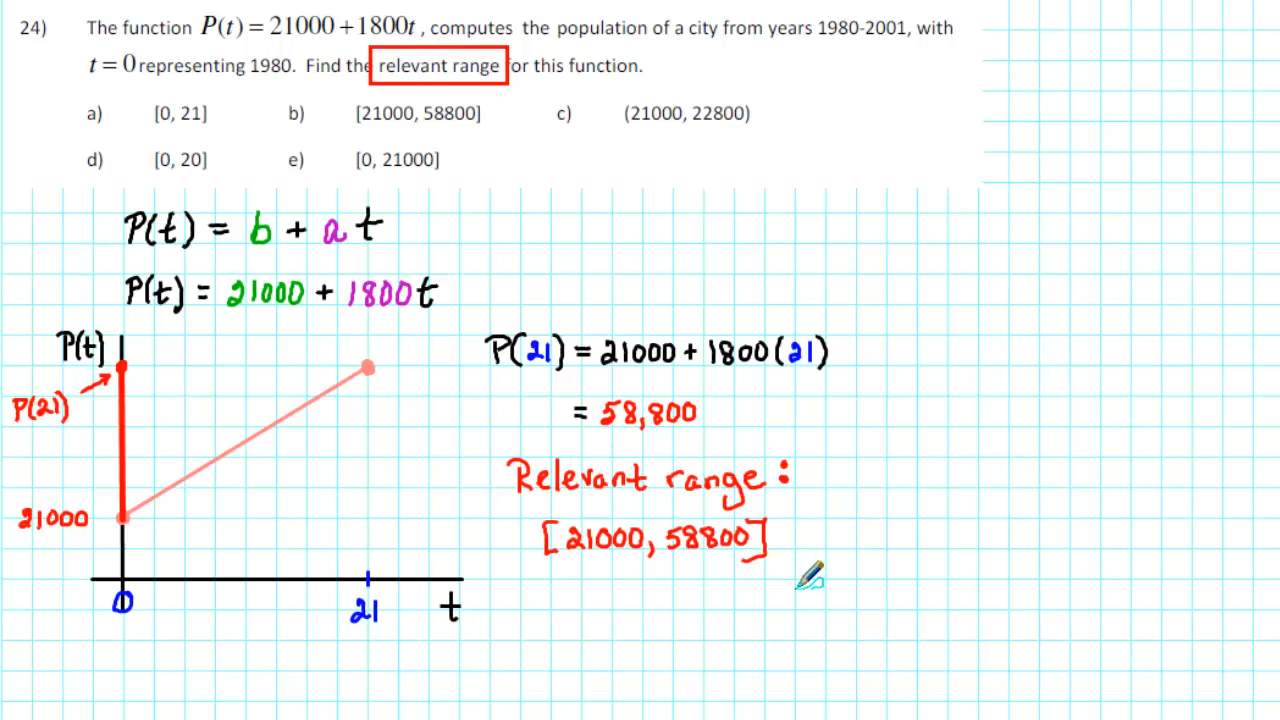 24) The function P(t) = 21000 + 1800t , computes the population of a city from years 1980-2001, with
t = 0 representing 1980. Find the relevant range for this function.
a) [0, 21] b) [21000, 58800] c) (21000, 22800)
d) [0, 20] e) [0, 21000]
P(t) = b + a t
P(t) = 21000 + 1800t
P(t)
P(21) = 21000 + 1800(21)
P(21)
= 58,800
Relevant range:
21000
[21000, 58800]
0
21
t